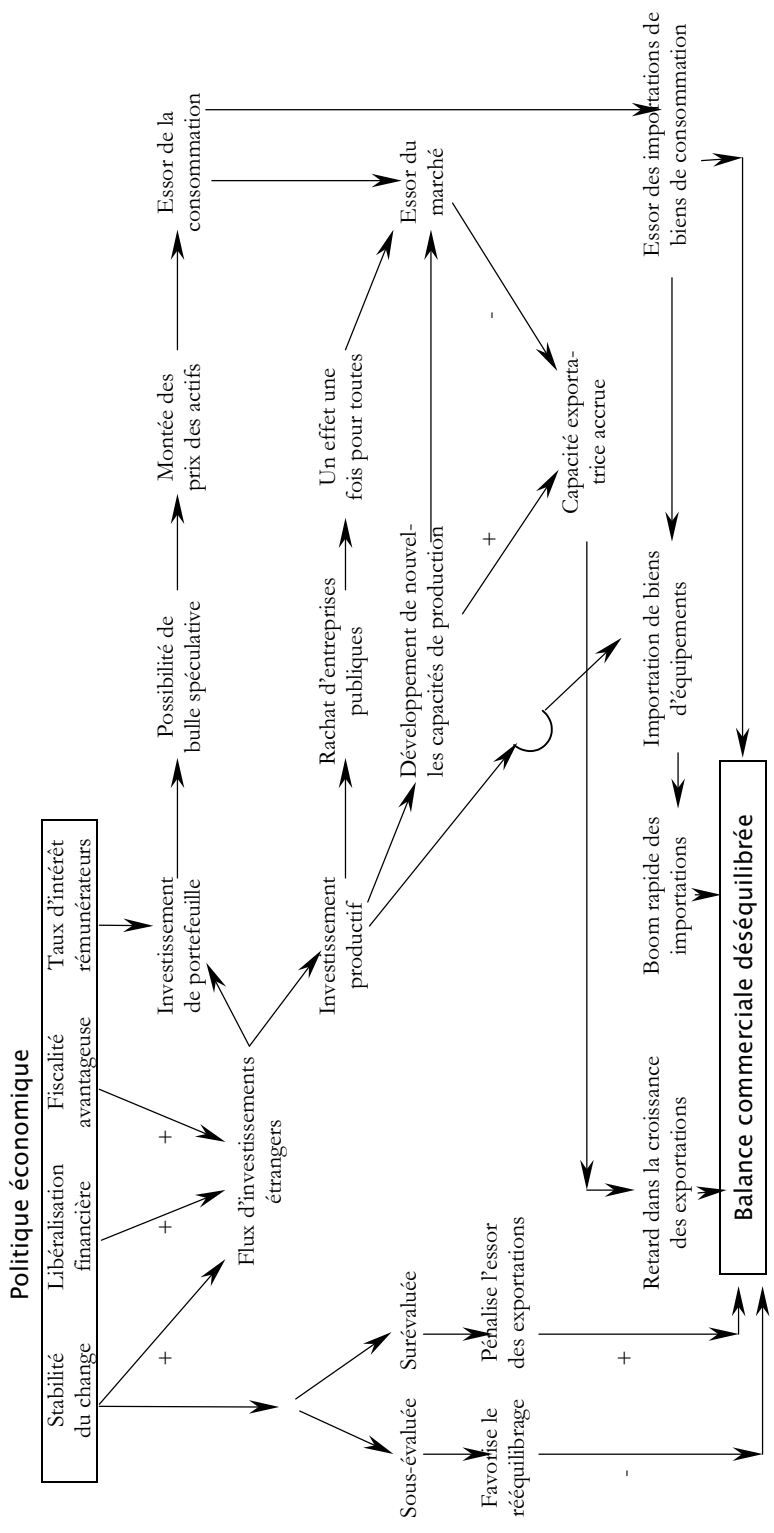 Politique économique
Stabilité
du change
Libéralisation
financière
Fiscalité
avantageuse
Taux d'intérêt
rémunérateurs
+
+
+
Flux d'investissements
étrangers
Investissement
de portefeuille
Possibilité de
bulle spéculative
Montée des
prix des actifs
Essor de la
consommation
Investissement
productif
Rachat d'entreprises
publiques
Un effet une
fois pour toutes
Essor du
marché
Développement de nouvel-
les capacités de production
+
-
Capacité exporta-
trice accrue
Sous-évaluée
Surévaluée
Favorise le
rééquilibrage
Pénalise l'essor
des exportations
-
+
Retard dans la croissance
des exportations
Boom rapide des
importations
Importation de biens
d'équipements
Essor des importations de
biens de consommation
Balance commerciale déséquilibrée